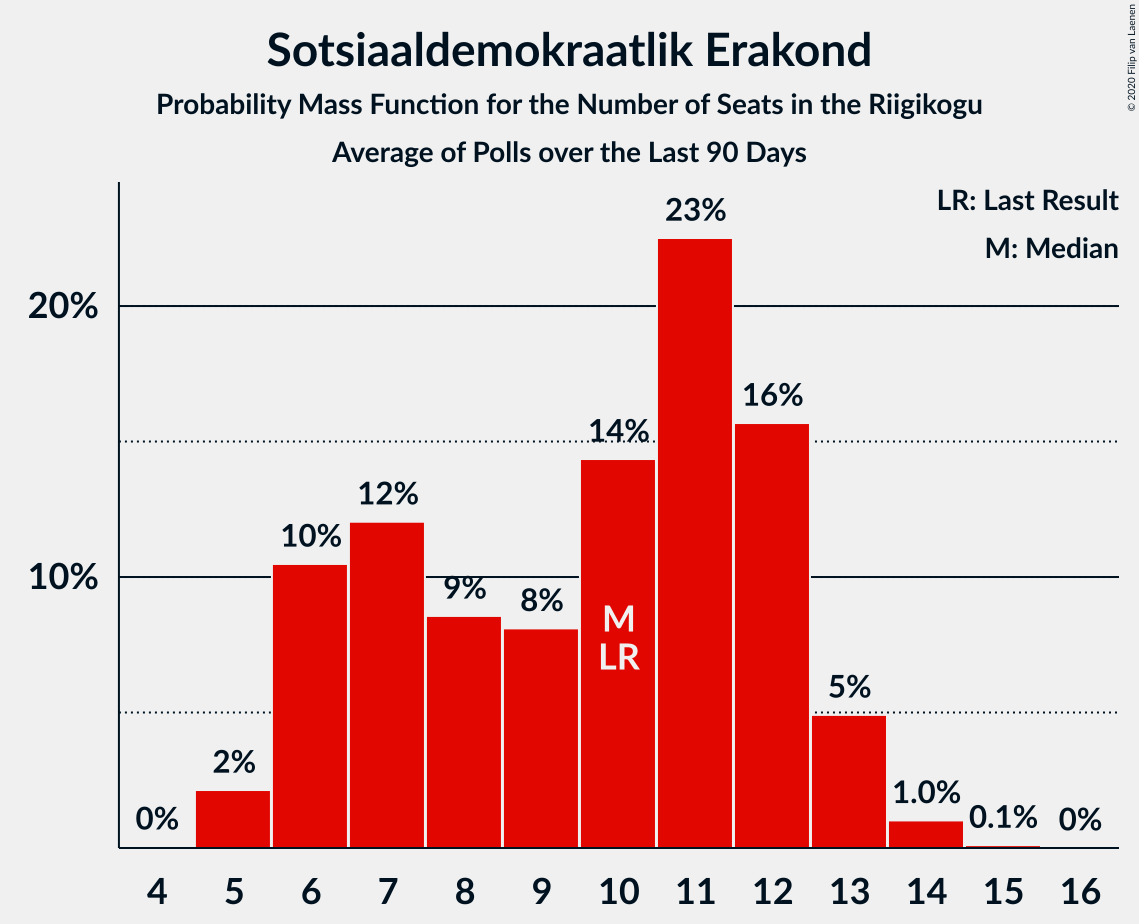 Sotsiaaldemokraatlik Erakond
Probability Mass Function for the Number of Seats in the Riigikogu
Average of Polls over the Last 90 Days
© 2020 Filip van Laenen
LR: Last Result
M: Median
20%
10%
0%
2%
10%
12%
9%
8%
14%
23%
16%
5%
1.0%
0.1%
0%
M
LR
4 5 6 7 8 9 10 11 12 13 14 15 16